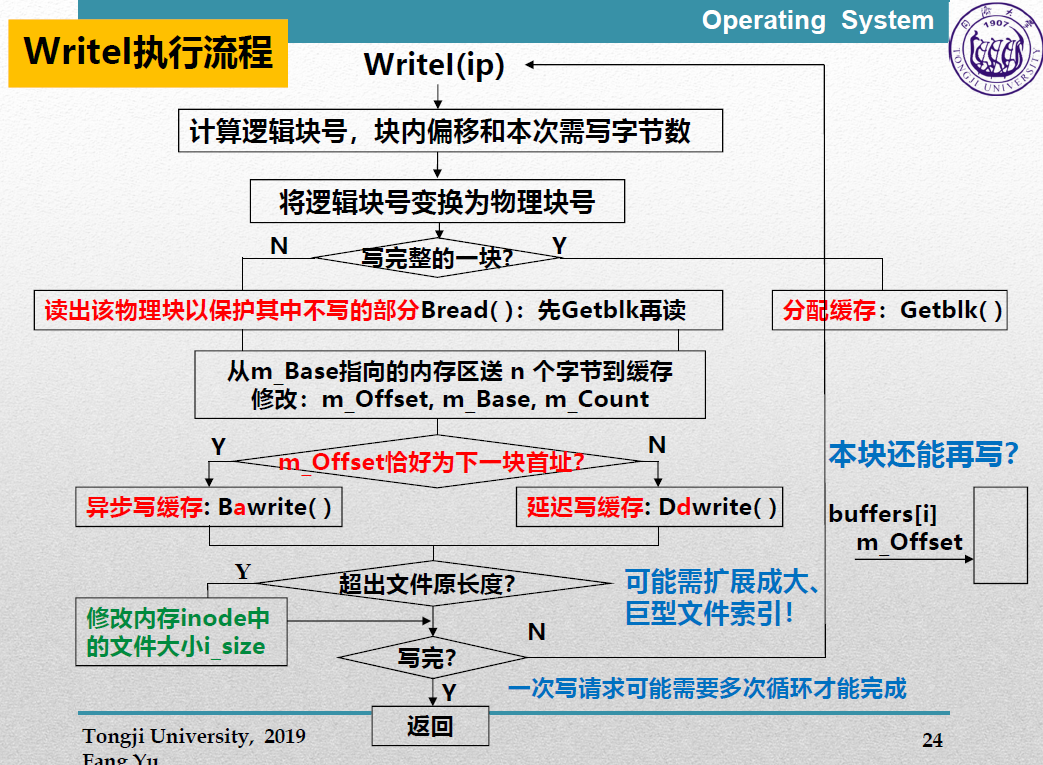 Operating System
WriteI执行流程
1907
TONGJI UNIVERSITY
WriteI(ip)
计算逻辑块号，块内偏移和本次需写字节数
将逻辑块号变换为物理块号
N
写完整的一块?
Y
读出该物理块以保护其中不写的部分Bread( )：先Getblk再读
分配缓存：Getblk( )
从m_Base指向的内存区送 n 个字节到缓存
修改：m_Offset, m_Base, m_Count
Y
m_Offset恰好为下一块首址?
N
本块还能再写?
异步写缓存: Bawrite( )
延迟写缓存: Ddwrite( )
buffers[i]
m_Offset
Y
超出文件原长度?
可能需扩展成大、
巨型文件索引!
修改内存inode中
的文件大小i_size
N
写完?
Y
一次写请求可能需要多次循环才能完成
返回
Tongji University, 2019
Fang Yu
24